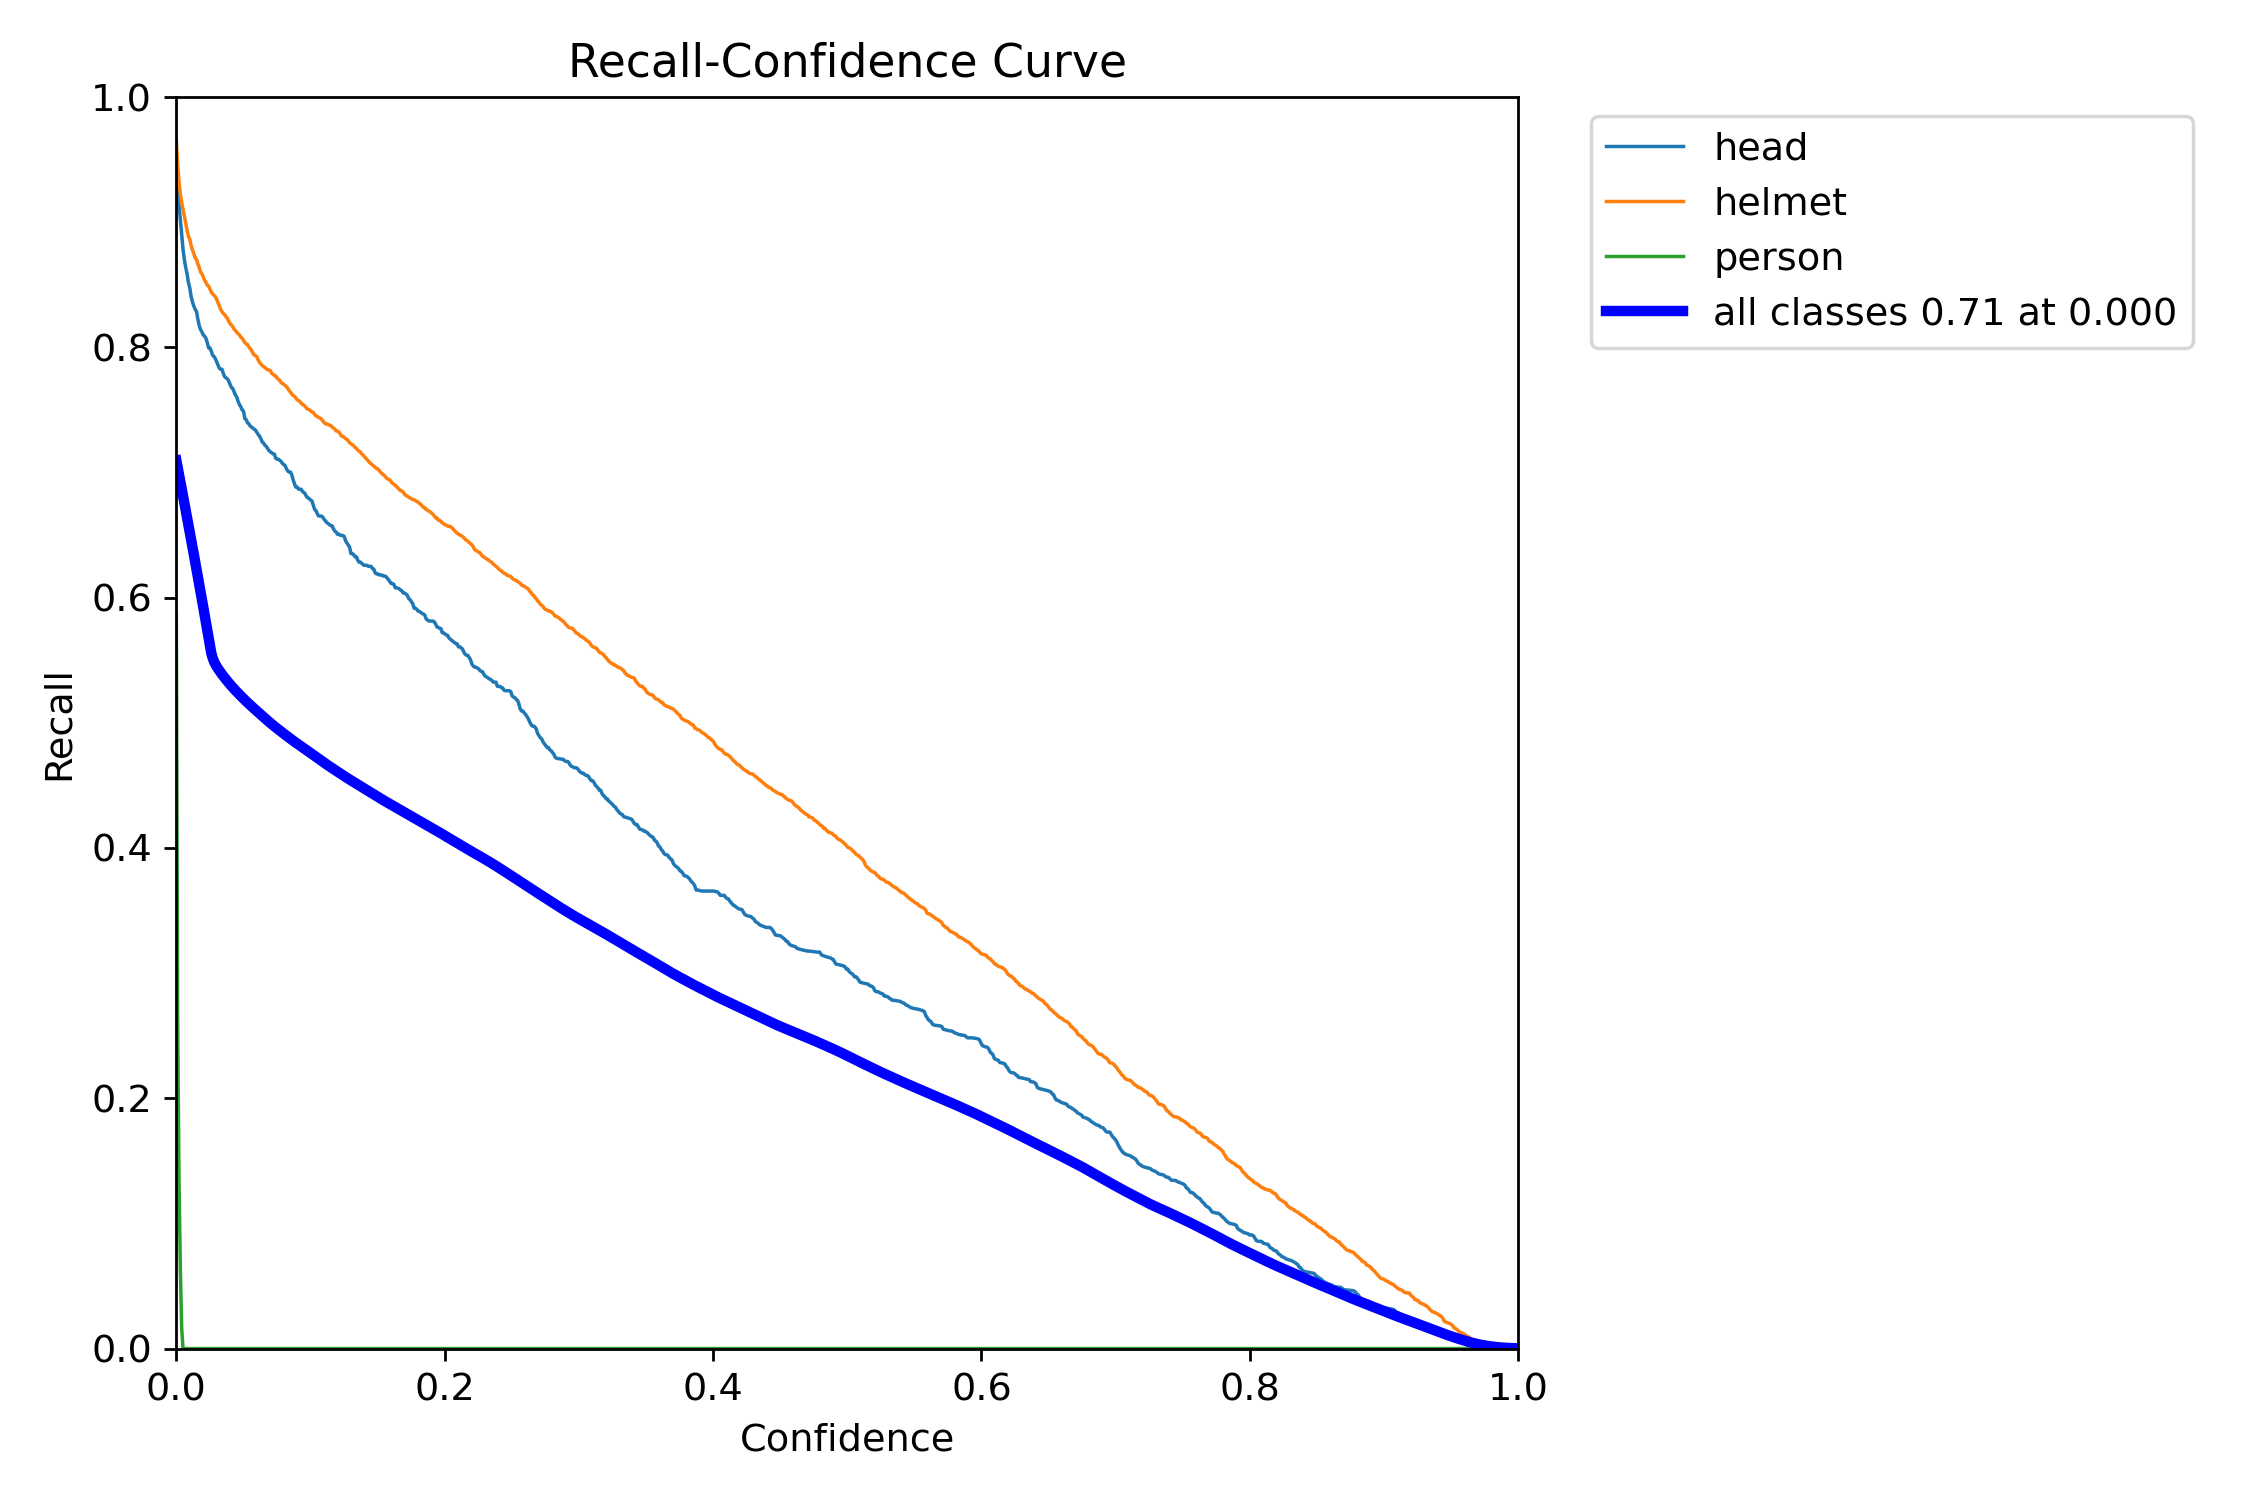 Recall-Confidence Curve
1.0
0.8
0.6
0.4
0.2
0.0
Recall
0.0 0.2 0.4 0.6 0.8 1.0
Confidence
head
helmet
person
all classes 0.71 at 0.000